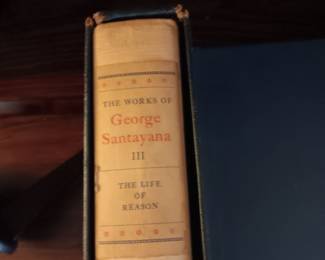 THE WORKS OF
George
Santayana
III
THE LIFE
OF
REASON